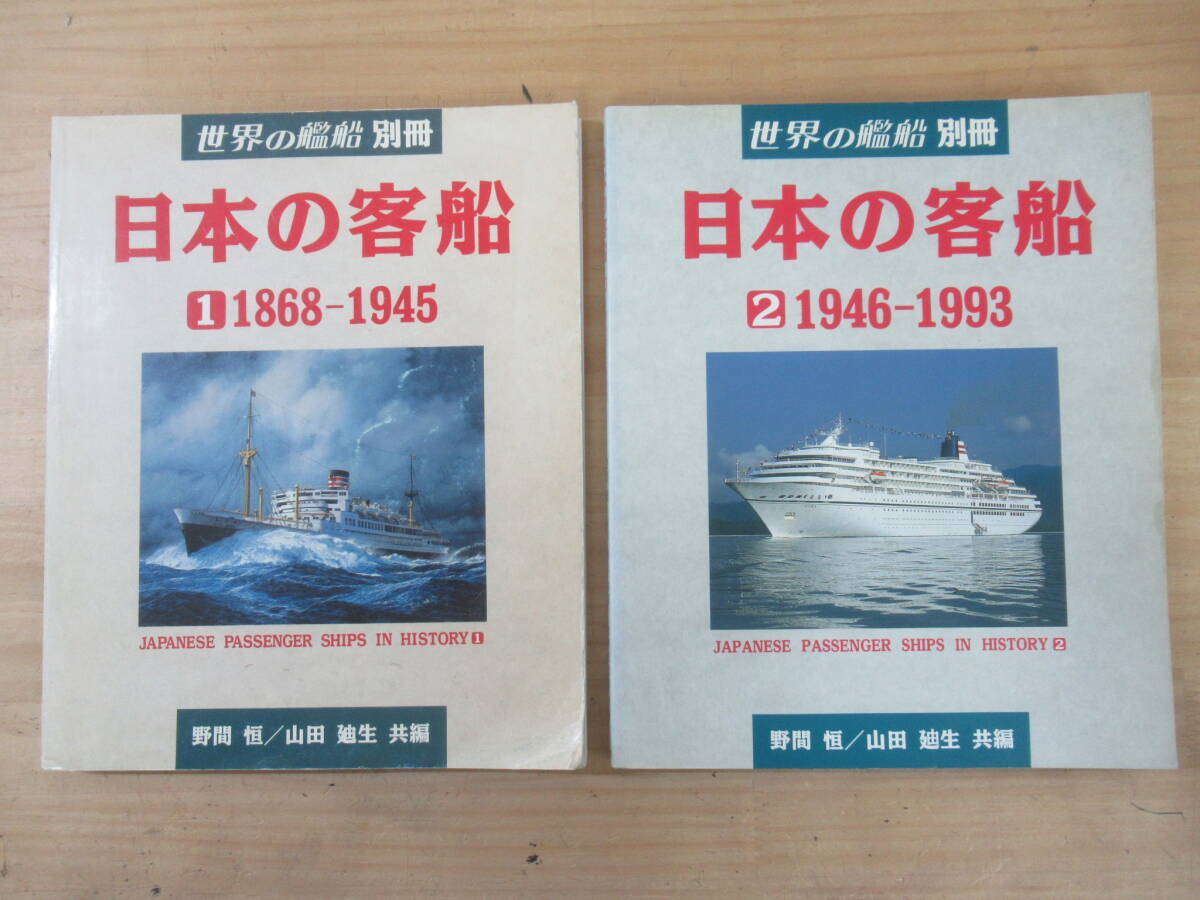 世界の艦船 別冊
日本の客船
1 1868-1945
JAPANESE PASSENGER SHIPS IN HISTORY 1
野間 恒/山田 廸生 共編
世界の艦船 別冊
日本の客船
2 1946-1993
JAPANESE PASSENGER SHIPS IN HISTORY 2
野間 恒/山田 廸生 共編